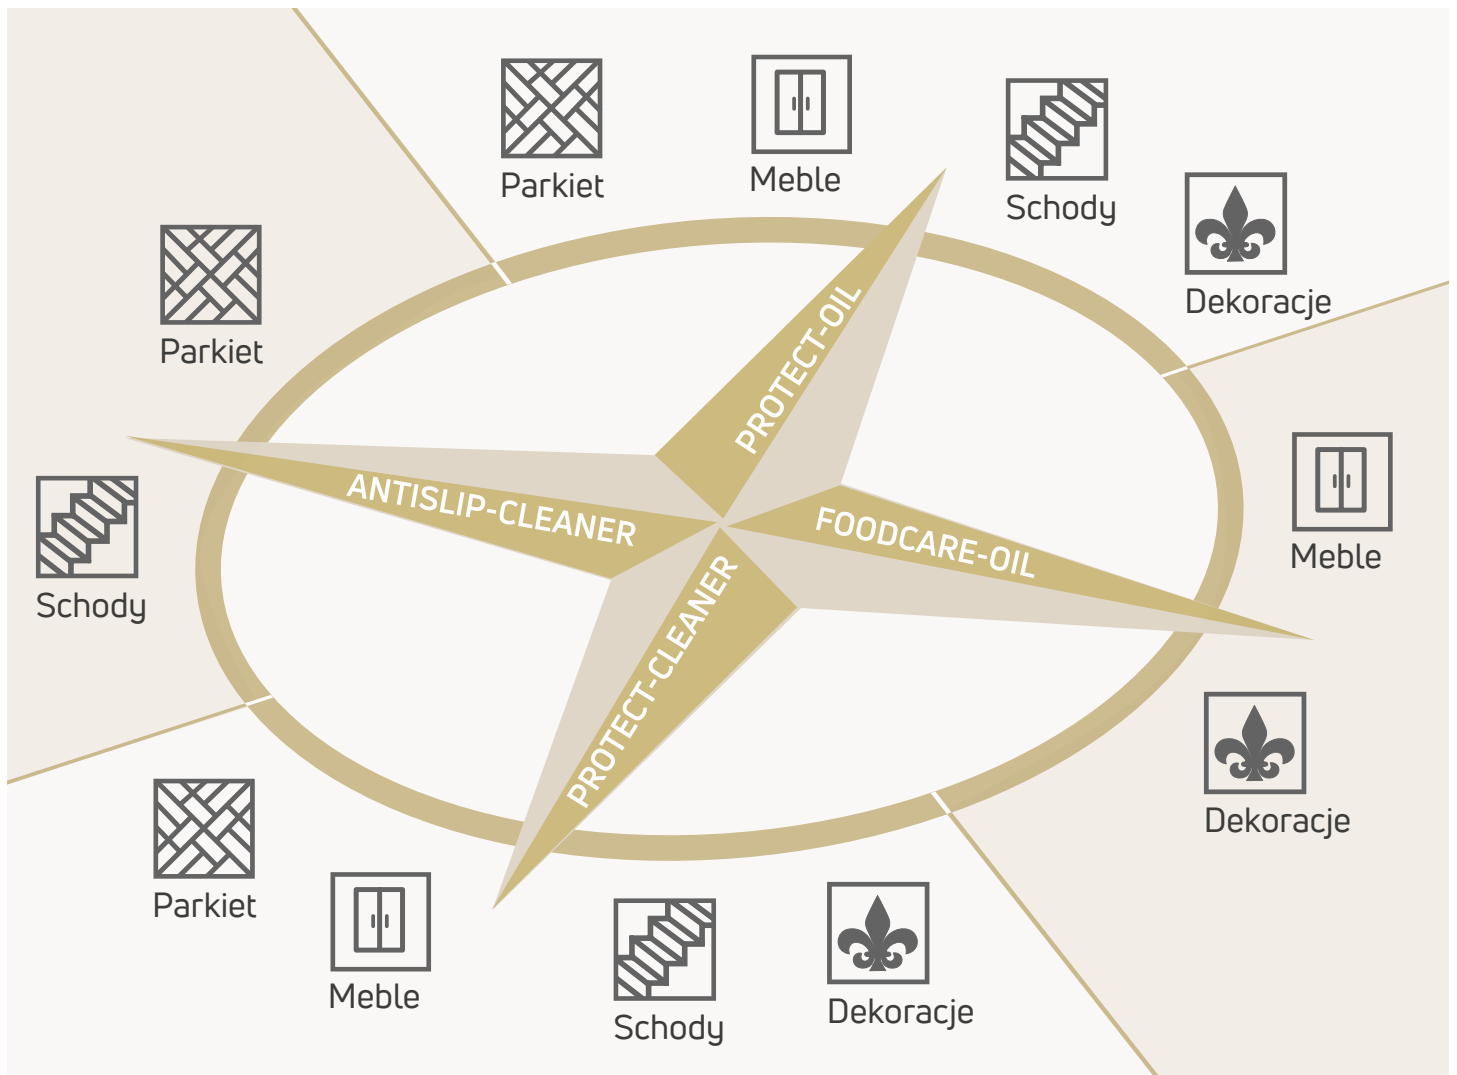 Parkiet
Meble
Schody
Dekoracje
Parkiet
PROTECT-OIL
ANTISLIP-CLEANER
FOODCARE-OIL
Meble
Schody
PROTECT-CLEANER
Dekoracje
Parkiet
Meble
Schody
Dekoracje